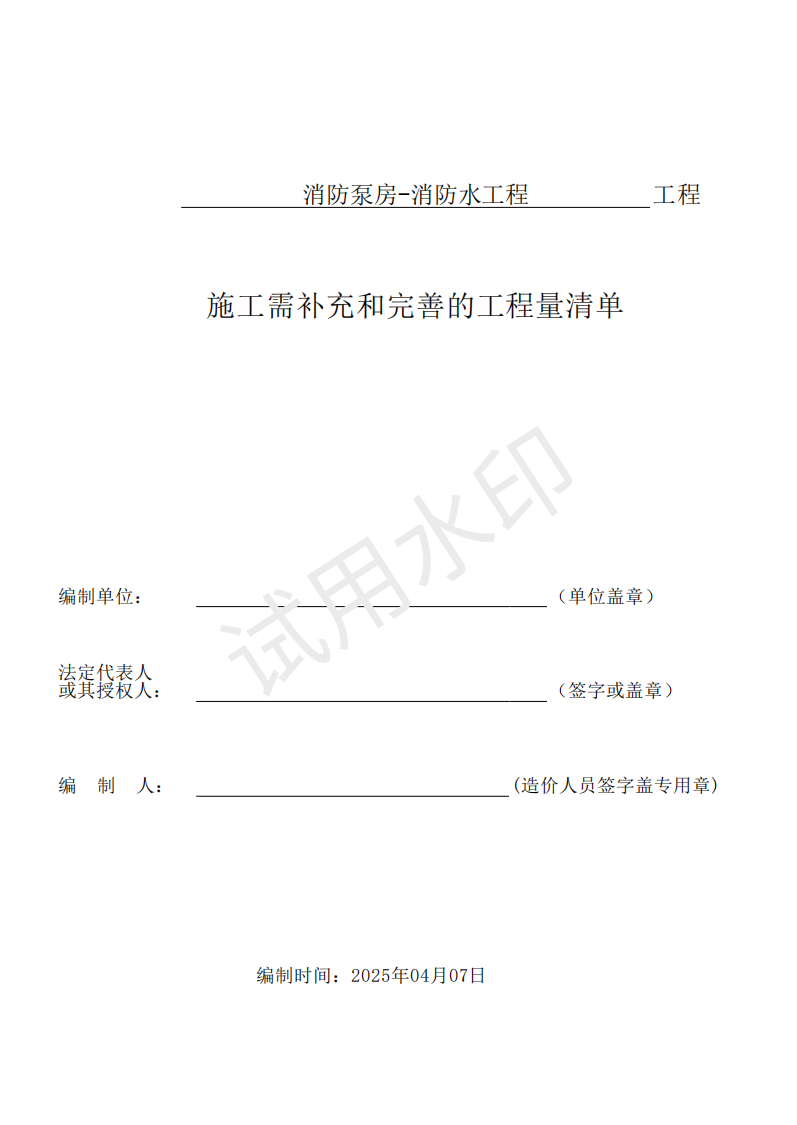 消防泵房-消防水工程 工程
施工需补充和完善的工程量清单
试用水印
编制单位： （单位盖章）
法定代表人
或其授权人： （签字或盖章）
编 制 人： (造价人员签字盖专用章)
编制时间：2025年04月07日